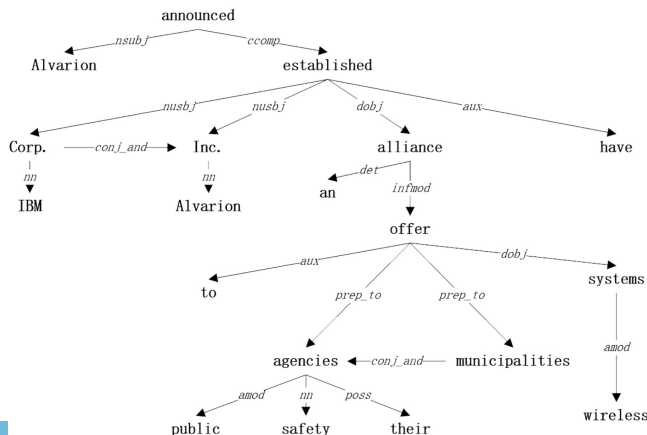 announced
nsubj ccomp
Alvarion established
nusbj nusbj dobj aux
Corp. conj_and Inc. alliance have
nn nn det infmod
IBM Alvarion an
offer
aux prep_to prep_to dobj
to systems
agencies conj_and municipalities amod
amod nn poss
public safety their wireless